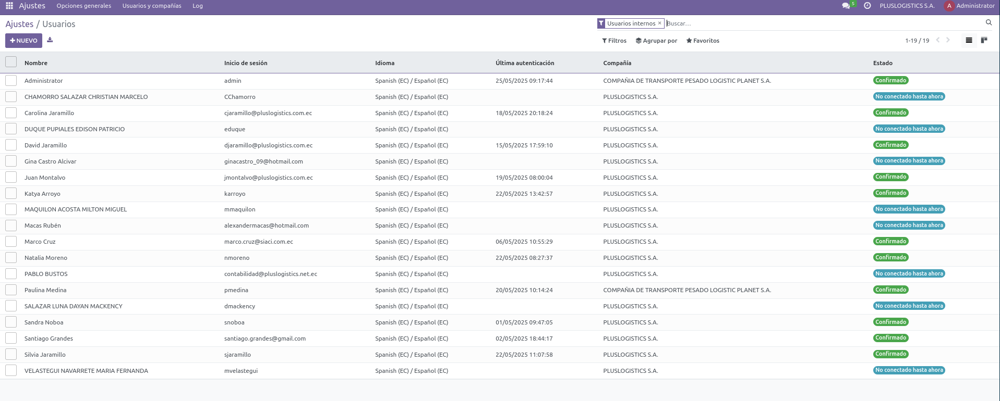 Ajustes Opciones generales Usuarios y compañías Log 5 PLUSLOGISTICS S.A. A Administrator
Ajustes / Usuarios Usuarios internos × Buscar...
+ NUEVO Filtros Agrupar por ★ Favoritos 1-19 / 19
Nombre Inicio de sesión Idioma Última autenticación Compañía Estado
Administrator admin Spanish (EC) / Español (EC) 25/05/2025 09:17:44 COMPAÑIA DE TRANSPORTE PESADO LOGISTIC PLANET S.A. Confirmado
CHAMORRO SALAZAR CHRISTIAN MARCELO CChamorro Spanish (EC) / Español (EC) PLUSLOGISTICS S.A. No conectado hasta ahora
Carolina Jaramillo cjaramillo@pluslogistics.com.ec Spanish (EC) / Español (EC) 18/05/2025 20:18:24 PLUSLOGISTICS S.A. Confirmado
DUQUE PUPIALES EDISON PATRICIO eduque Spanish (EC) / Español (EC) PLUSLOGISTICS S.A. No conectado hasta ahora
David Jaramillo djaramillo@pluslogistics.com.ec Spanish (EC) / Español (EC) 15/05/2025 17:59:10 PLUSLOGISTICS S.A. Confirmado
Gina Castro Alcivar ginacastro_09@hotmail.com Spanish (EC) / Español (EC) PLUSLOGISTICS S.A. No conectado hasta ahora
Juan Montalvo jmontalvo@pluslogistics.com.ec Spanish (EC) / Español (EC) 19/05/2025 08:00:04 PLUSLOGISTICS S.A. Confirmado
Katya Arroyo karroyo Spanish (EC) / Español (EC) 22/05/2025 13:42:57 PLUSLOGISTICS S.A. Confirmado
MAQUILON ACOSTA MILTON MIGUEL mmaquilon Spanish (EC) / Español (EC) PLUSLOGISTICS S.A. No conectado hasta ahora
Macas Rubén alexandermacas@hotmail.com Spanish (EC) / Español (EC) PLUSLOGISTICS S.A. No conectado hasta ahora
Marco Cruz marco.cruz@siaci.com.ec Spanish (EC) / Español (EC) 06/05/2025 10:55:29 PLUSLOGISTICS S.A. Confirmado
Natalia Moreno nmoreno Spanish (EC) / Español (EC) 22/05/2025 08:27:37 PLUSLOGISTICS S.A. Confirmado
PABLO BUSTOS contabilidad@pluslogistics.net.ec Spanish (EC) / Español (EC) PLUSLOGISTICS S.A. No conectado hasta ahora
Paulina Medina pmedina Spanish (EC) / Español (EC) 20/05/2025 10:14:24 COMPAÑIA DE TRANSPORTE PESADO LOGISTIC PLANET S.A. Confirmado
SALAZAR LUNA DAYAN MACKENCY dmackency Spanish (EC) / Español (EC) PLUSLOGISTICS S.A. No conectado hasta ahora
Sandra Noboa snoboa Spanish (EC) / Español (EC) 01/05/2025 09:47:05 PLUSLOGISTICS S.A. Confirmado
Santiago Grandes santiago.grandes@gmail.com Spanish (EC) / Español (EC) 02/05/2025 18:44:17 PLUSLOGISTICS S.A. Confirmado
Silvia Jaramillo sjaramillo Spanish (EC) / Español (EC) 22/05/2025 11:07:58 PLUSLOGISTICS S.A. Confirmado
VELASTEGUI NAVARRETE MARIA FERNANDA mvelastegui Spanish (EC) / Español (EC) PLUSLOGISTICS S.A. No conectado hasta ahora